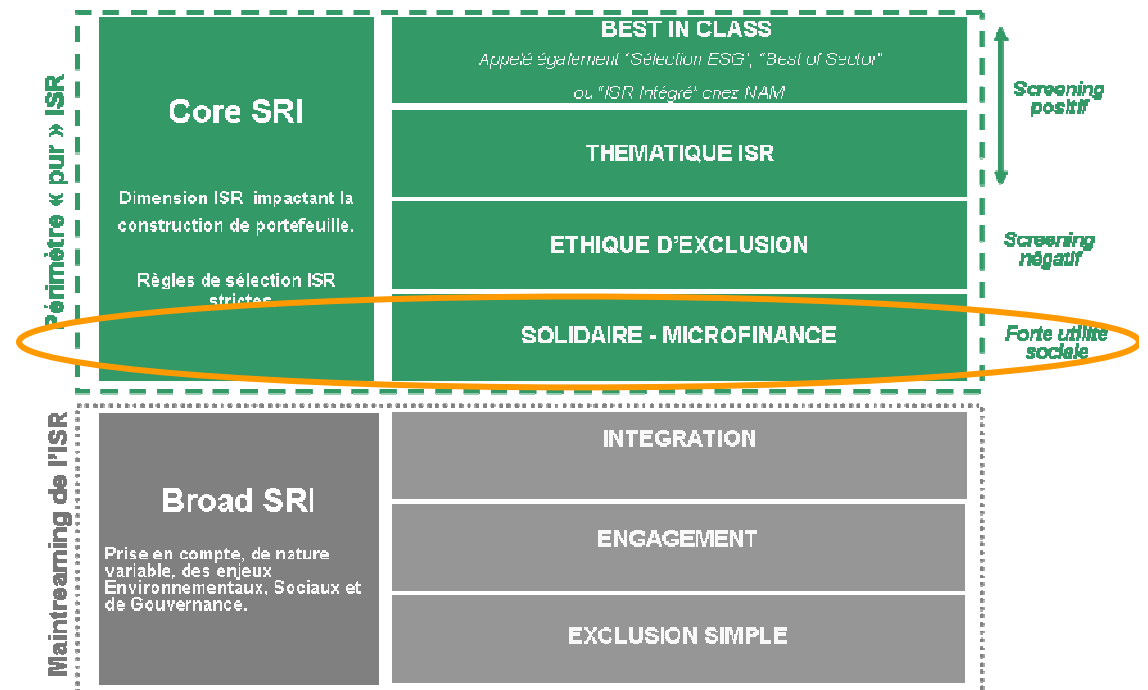 Périmètre « pur » ISR
Core SRI
Dimension ISR impactant la
construction de portefeuille.
Règles de sélection ISR
strictes
BEST IN CLASS
Appelé également "Sélection ESG", "Best of Sector"
ou "ISR Intégré" chez NAM
THEMATIQUE ISR
ETHIQUE D'EXCLUSION
SOLIDAIRE - MICROFINANCE
Screening
positif
Screening
négatif
Forte utilité
sociale
Maintreaming de l'ISR
Broad SRI
Prise en compte, de nature
variable, des enjeux
Environnementaux, Sociaux et
de Gouvernance.
INTEGRATION
ENGAGEMENT
EXCLUSION SIMPLE